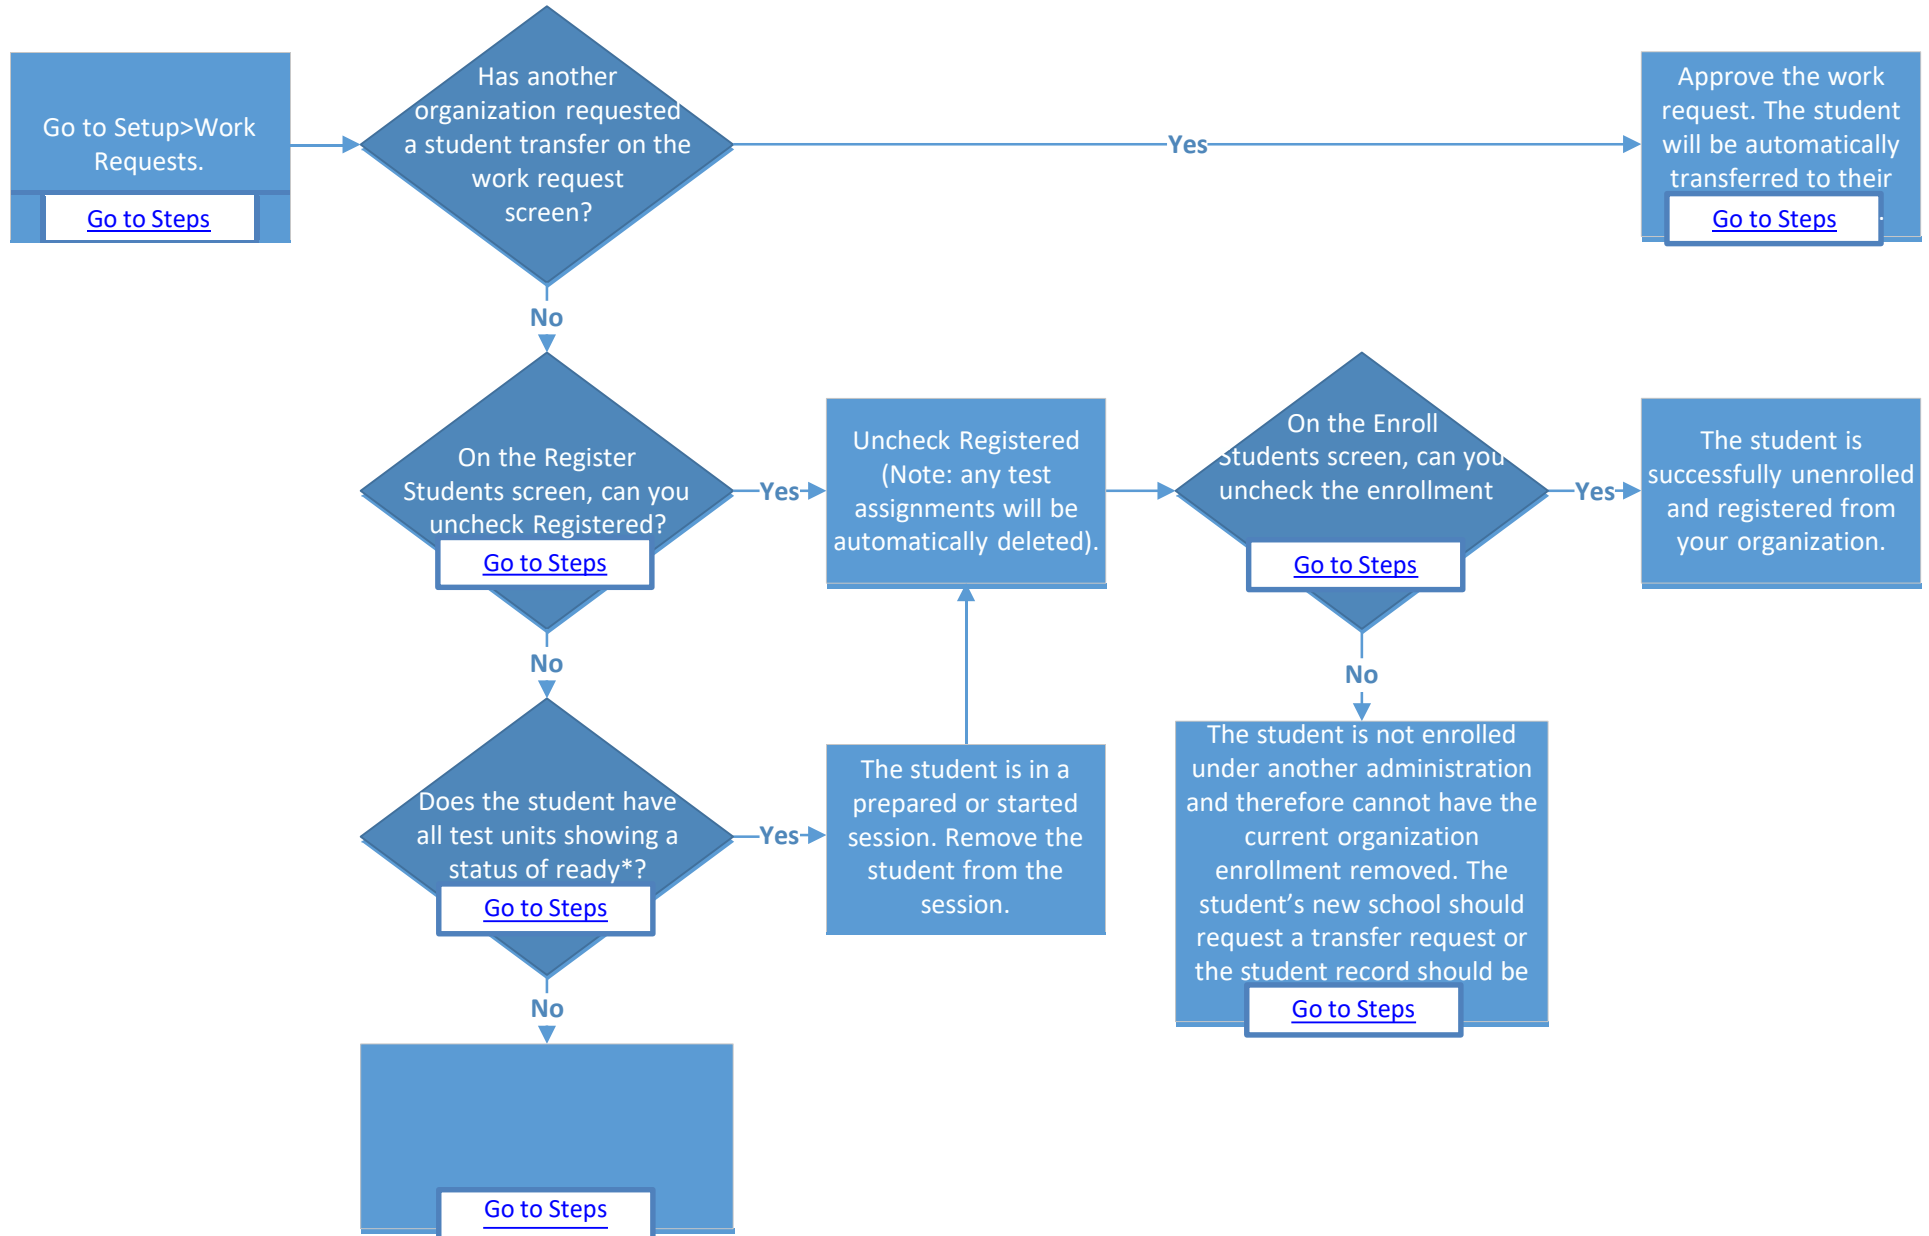 Go to Setup>Work
Requests.
Go to Steps
Has another
organization requested
a student transfer on the
work request
screen?
Yes
Approve the work
request. The student
will be automatically
transferred to their
Go to Steps
No
On the Register
Students screen, can you
uncheck Registered?
Go to Steps
Yes
Uncheck Registered
(Note: any test
assignments will be
automatically deleted).
On the Enroll
Students screen, can you
uncheck the enrollment
Go to Steps
Yes
The student is
successfully unenrolled
and registered from
your organization.
No
Does the student have
all test units showing a
status of ready*?
Go to Steps
Yes
The student is in a
prepared or started
session. Remove the
student from the
session.
No
The student is not enrolled
under another administration
and therefore cannot have the
current organization
enrollment removed. The
student’s new school should
request a transfer request or
the student record should be
Go to Steps
No
Go to Steps